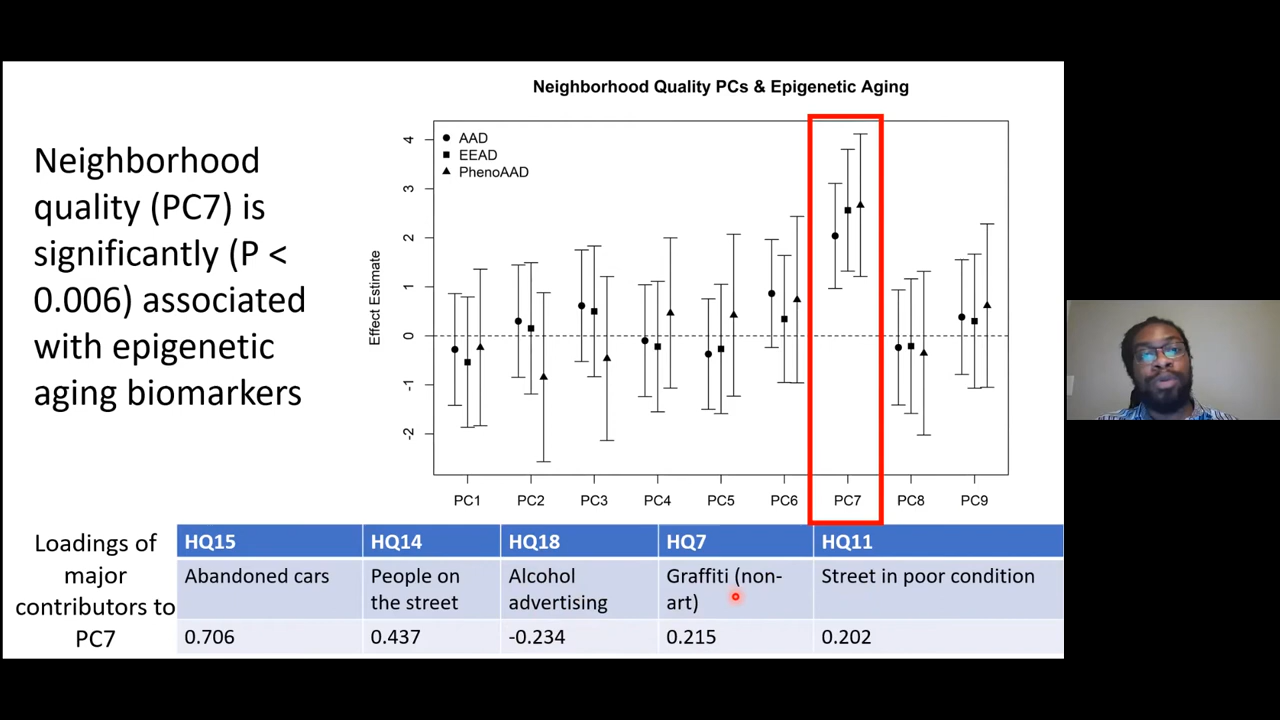 Neighborhood Quality PCs & Epigenetic Aging
Neighborhood
quality (PC7) is
significantly (P <
0.006) associated
with epigenetic
aging biomarkers
AAD
EEAD
PhenoAAD
Effect Estimate
4
3
2
1
0
-1
-2
PC1 PC2 PC3 PC4 PC5 PC6 PC7 PC8 PC9
Loadings of
major
contributors to
PC7
HQ15 HQ14 HQ18 HQ7 HQ11
Abandoned cars People on Alcohol Graffiti (non- Street in poor condition
the street advertising art)
0.706 0.437 -0.234 0.215 0.202